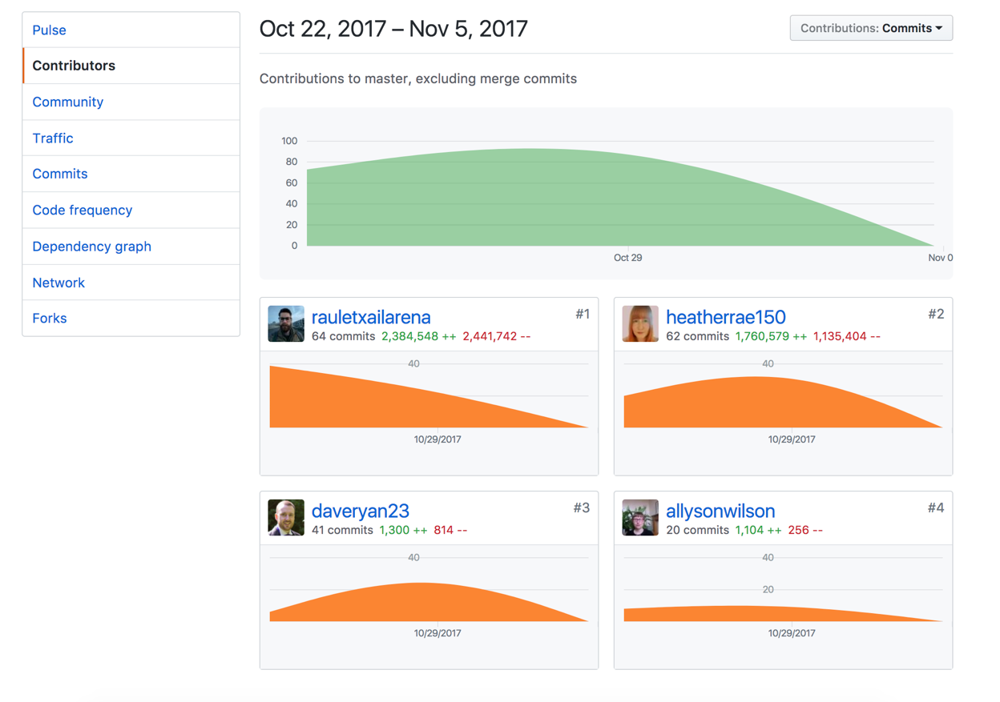 Pulse
Contributors
Community
Traffic
Commits
Code frequency
Dependency graph
Network
Forks
Oct 22, 2017 – Nov 5, 2017
Contributions: Commits
Contributions to master, excluding merge commits
100
80
60
40
20
0
Oct 29
Nov 0
rauletxailarena
#1
64 commits 2,384,548 ++ 2,441,742 --
40
10/29/2017
heatherrae150
#2
62 commits 1,760,579 ++ 1,135,404 --
40
10/29/2017
daveryan23
#3
41 commits 1,300 ++ 814 --
40
10/29/2017
allysonwilson
#4
20 commits 1,104 ++ 256 --
40
20
10/29/2017